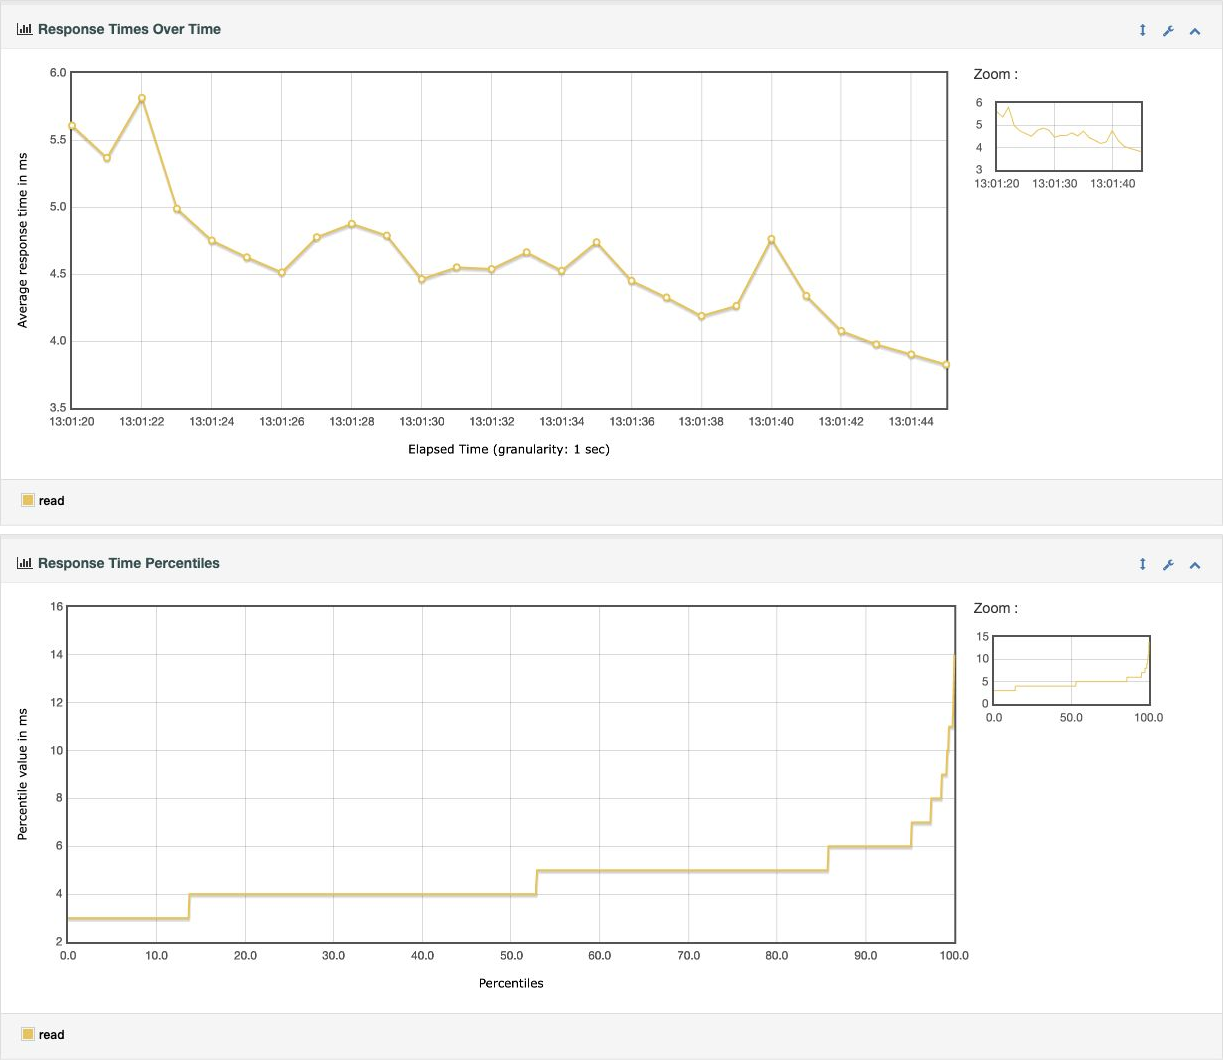 Response Times Over Time
Zoom :
6.0
5.5
5.0
4.5
4.0
3.5
Average response time in ms
13:01:20 13:01:22 13:01:24 13:01:26 13:01:28 13:01:30 13:01:32 13:01:34 13:01:36 13:01:38 13:01:40 13:01:42 13:01:44
Elapsed Time (granularity: 1 sec)
6
5
4
3
13:01:20 13:01:30 13:01:40
read
Response Time Percentiles
Zoom :
16
14
12
10
8
6
4
2
Percentile value in ms
0.0 10.0 20.0 30.0 40.0 50.0 60.0 70.0 80.0 90.0 100.0
Percentiles
15
10
5
0
0.0 50.0 100.0
read